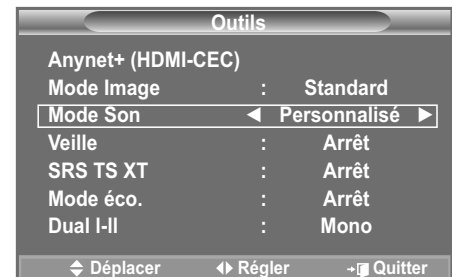 Outils
Anynet+ (HDMI-CEC)
Mode Image : Standard
Mode Son ◄ Personnalisé ►
Veille : Arrêt
SRS TS XT : Arrêt
Mode éco. : Arrêt
Dual I-II : Mono
Déplacer Régler Quitter